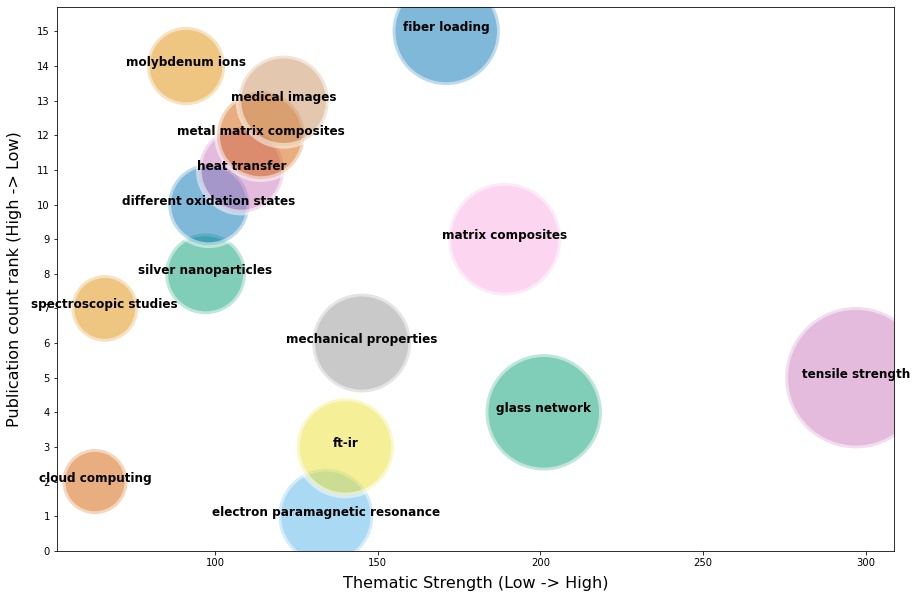 fiber loading
15
molybdenum ions
14
medical images
13
metal matrix composites
12
heat transfer
11
different oxidation states
10
matrix composites
9
silver nanoparticles
8
spectroscopic studies
7
mechanical properties
6
tensile strength
5
glass network
4
ft-ir
3
cloud computing
2
electron paramagnetic resonance
1
0
100
150
200
250
300
Publication count rank (High -> Low)
Thematic Strength (Low -> High)